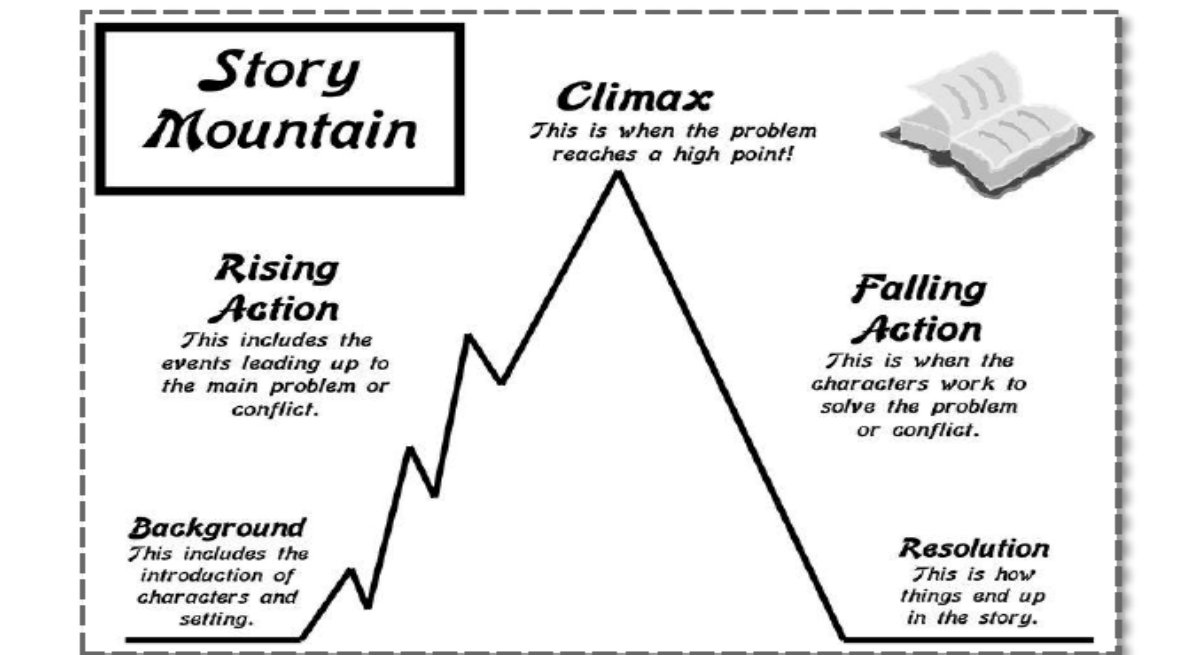 Story
Mountain
Climax
This is when the problem
reaches a high point!
Rising
Action
This includes the
events leading up to
the main problem or
conflict.
Falling
Action
This is when the
characters work to
solve the problem
or conflict.
Background
This includes the
introduction of
characters and
setting.
Resolution
This is how
things end up
in the story.